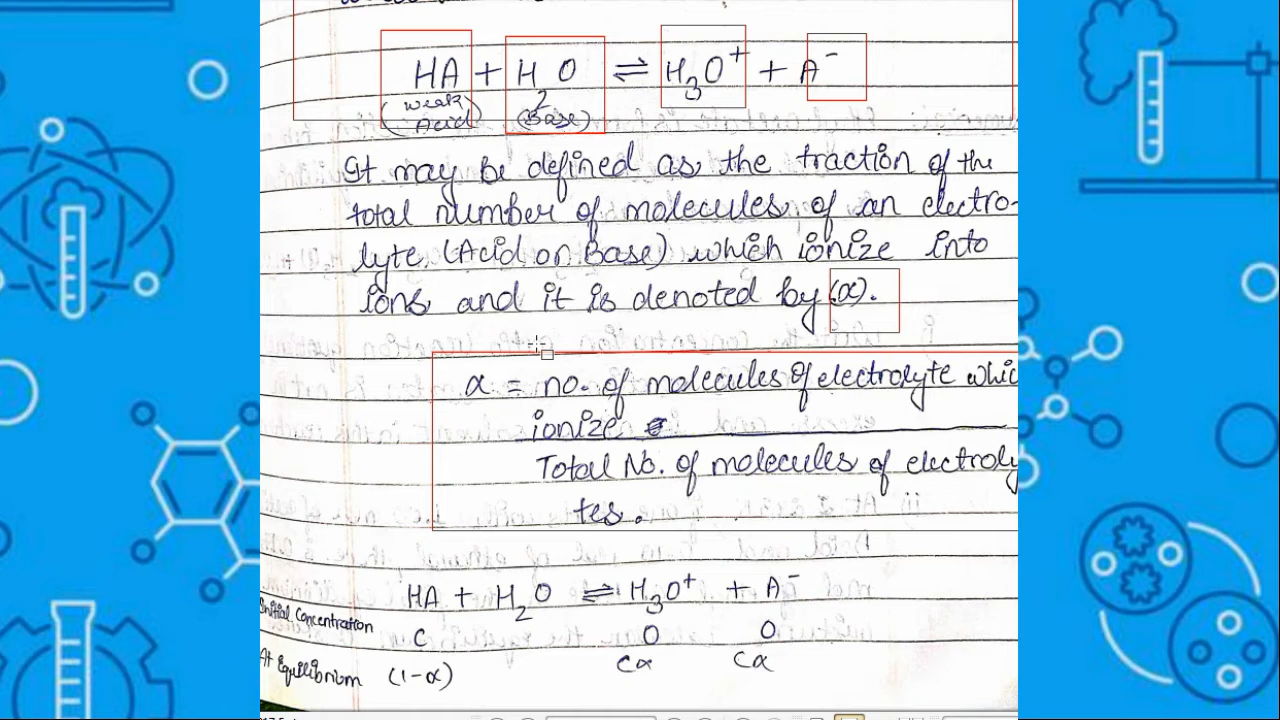 HA + H2O ⇌ H3O+ + A-
(weak Acid) (Base)
It may be defined as the fraction of the
total number of molecules of an electro-
lyte (Acid or Base) which ionize into
ions and it is denoted by (α).
α = no. of molecules of electrolyte whic
ionize
Total No. of molecules of electroly
tes.
HA + H2O ⇌ H3O+ + A-
Initial Concentration C O O
At Equilibrium (1-α) Cα Cα